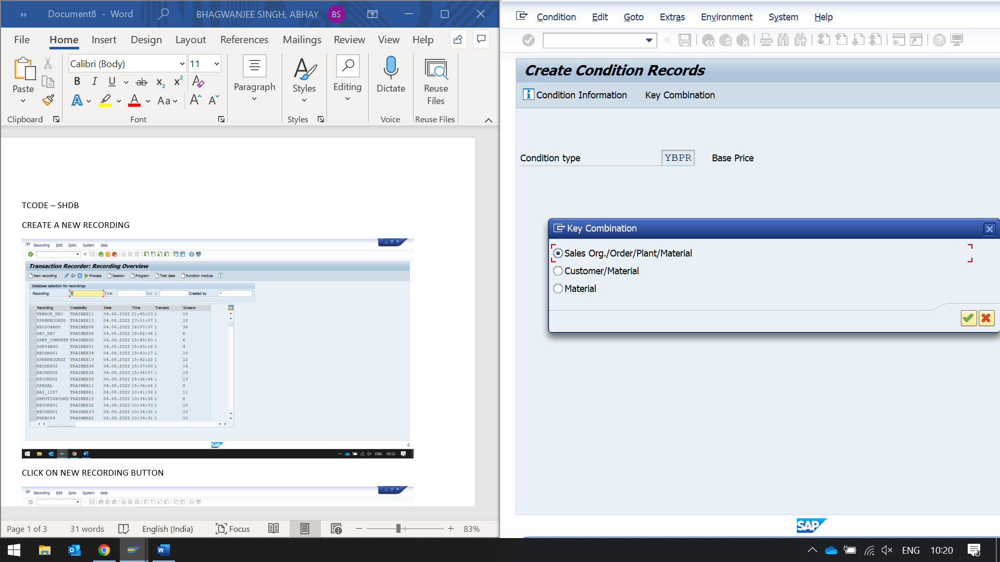 Document8 - Word
BHAGWANJEE SINGH, ABHAY
BS
File
Home
Insert
Design
Layout
References
Mailings
Review
View
Help
Calibri (Body)
11
Paste
Paragraph
Styles
Editing
Dictate
Reuse
Files
Clipboard
Font
Styles
Voice
Reuse Files
TCODE – SHDB
CREATE A NEW RECORDING
Recording Edit Goto System Help
Transaction Recorder: Recording Overview
New recording Process Session Program Test data Function module
Database selection for recordings
Recording: * frm to : Created by *
Recording CreatedBy Date Time Transact. Screens
VENDOR_REC TRAINEE11 04.08.2022 21:45:23 1 10
ZPRBRECORD5 TRAINEE13 04.08.2022 17:01:07 1 12
REC204AUG TRAINEE08 04.08.2022 16:07:37 1 38
SEC_REC TRAINEE06 04.08.2022 15:52:36 1 6
ZSKF_COMPETR TRAINEE02 04.08.2022 15:45:50 1 6
ZSK04AUG TRAINEE31 04.08.2022 15:43:18 1 4
RECORD01 TRAINEE34 04.08.2022 15:43:17 1 10
ZPRBRECORD2 TRAINEE13 04.08.2022 15:42:22 1 12
RECORD02 TRAINEE34 04.08.2022 15:37:00 1 14
RECORD02 TRAINEE32 04.08.2022 15:36:57 1 15
RECORD02 TRAINEE33 04.08.2022 15:36:44 1 13
ZPAYAL TRAINEE11 04.08.2022 15:34:06 1 8
SAI_1257 TRAINEE61 04.08.2022 10:41:38 1 11
SHRUTIRECORD TRAINEE15 04.08.2022 10:34:36 1 8
RECORD01 TRAINEE32 04.08.2022 10:34:33 1 10
RECORD01 TRAINEE33 04.08.2022 10:34:32 1 10
PRREC04 TRAINEE62 04.08.2022 10:34:31 1 10
SAP
ENG 10:12
CLICK ON NEW RECORDING BUTTON
Recording Edit Goto System Help
Page 1 of 3
31 words
English (India)
Focus
83%
Condition
Edit
Goto
Extras
Environment
System
Help
Create Condition Records
Condition Information
Key Combination
Condition type
YBPR
Base Price
Key Combination
Sales Org./Order/Plant/Material
Customer/Material
Material
SAP
ENG
10:20